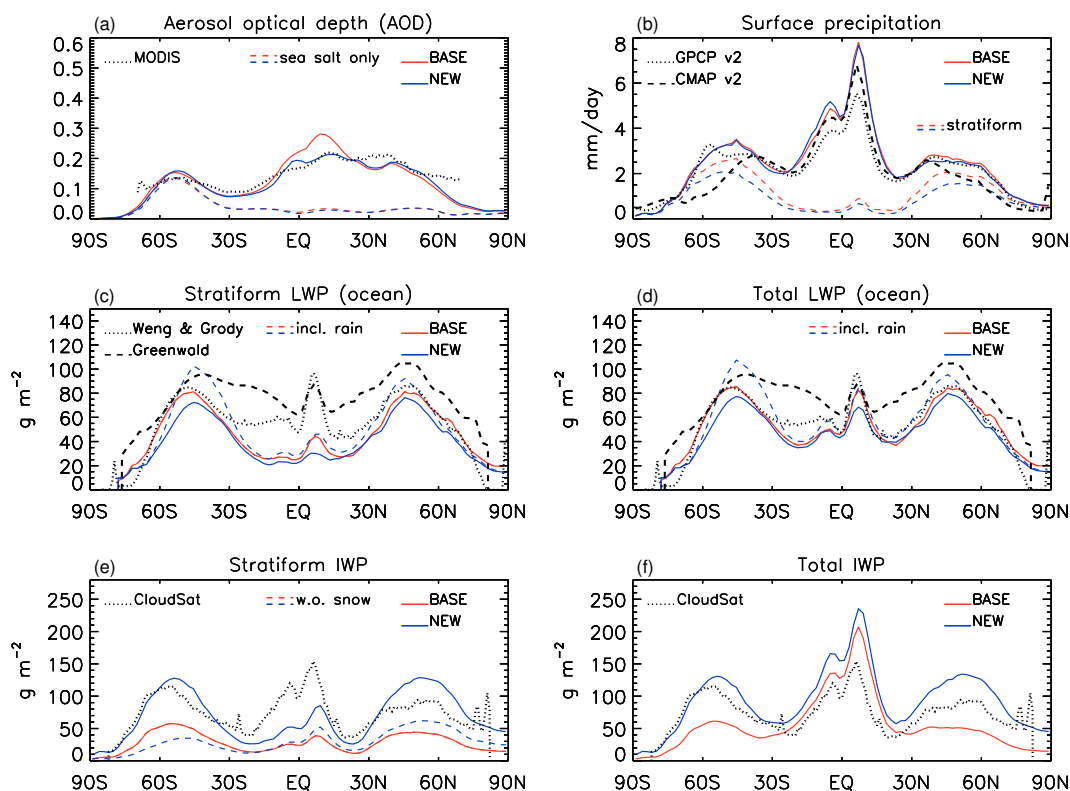 (a) Aerosol optical depth (AOD)
0.6
0.5
0.4
0.3
0.2
0.1
0.0
MODIS
sea salt only
BASE
NEW
90S 60S 30S EQ 30N 60N 90N
(b) Surface precipitation
mm/day
8
6
4
2
0
GPCP v2
CMAP v2
BASE
NEW
stratiform
90S 60S 30S EQ 30N 60N 90N
(c) Stratiform LWP (ocean)
g m⁻²
140
120
100
80
60
40
20
0
Weng & Grody
Greenwald
incl. rain
BASE
NEW
90S 60S 30S EQ 30N 60N 90N
(d) Total LWP (ocean)
g m⁻²
140
120
100
80
60
40
20
0
incl. rain
BASE
NEW
90S 60S 30S EQ 30N 60N 90N
(e) Stratiform IWP
g m⁻²
250
200
150
100
50
0
CloudSat
w.o. snow
BASE
NEW
90S 60S 30S EQ 30N 60N 90N
(f) Total IWP
g m⁻²
250
200
150
100
50
0
CloudSat
BASE
NEW
90S 60S 30S EQ 30N 60N 90N